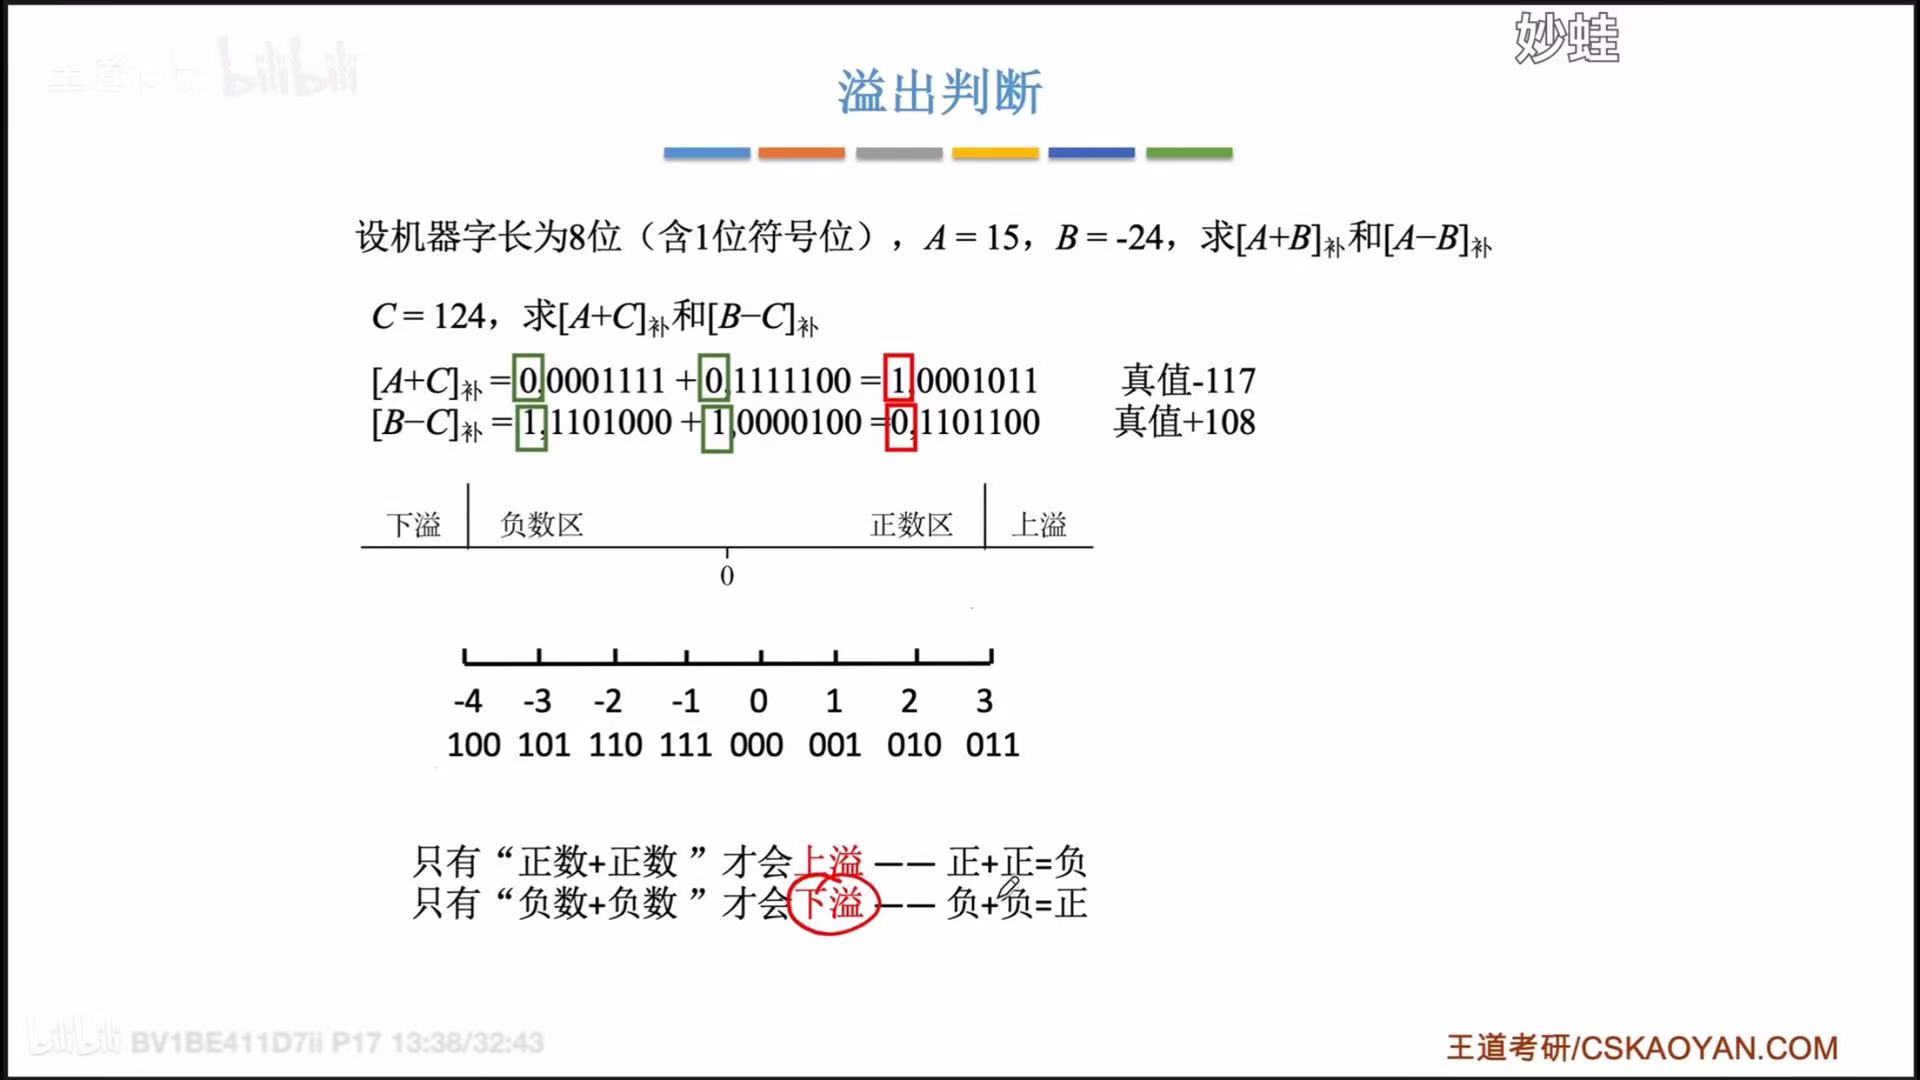 妙蛙
bilibili
溢出判断
设机器字长为8位（含1位符号位），A = 15，B = -24，求[A+B]补和[A−B]补
C = 124，求[A+C]补和[B−C]补
[A+C]补 = 0,0001111 + 0,1111100 = 1,0001011 真值-117
[B−C]补 = 1,1101000 + 1,0000100 =0,1101100 真值+108
下溢 负数区 正数区 上溢
0
-4 -3 -2 -1 0 1 2 3
100 101 110 111 000 001 010 011
只有“正数+正数 ”才会上溢 —— 正+正=负
只有“负数+负数 ”才会下溢 —— 负+负=正
bilibili BV1BE411D7ii P17 13:38/32:43
王道考研/CSKAOYAN.COM